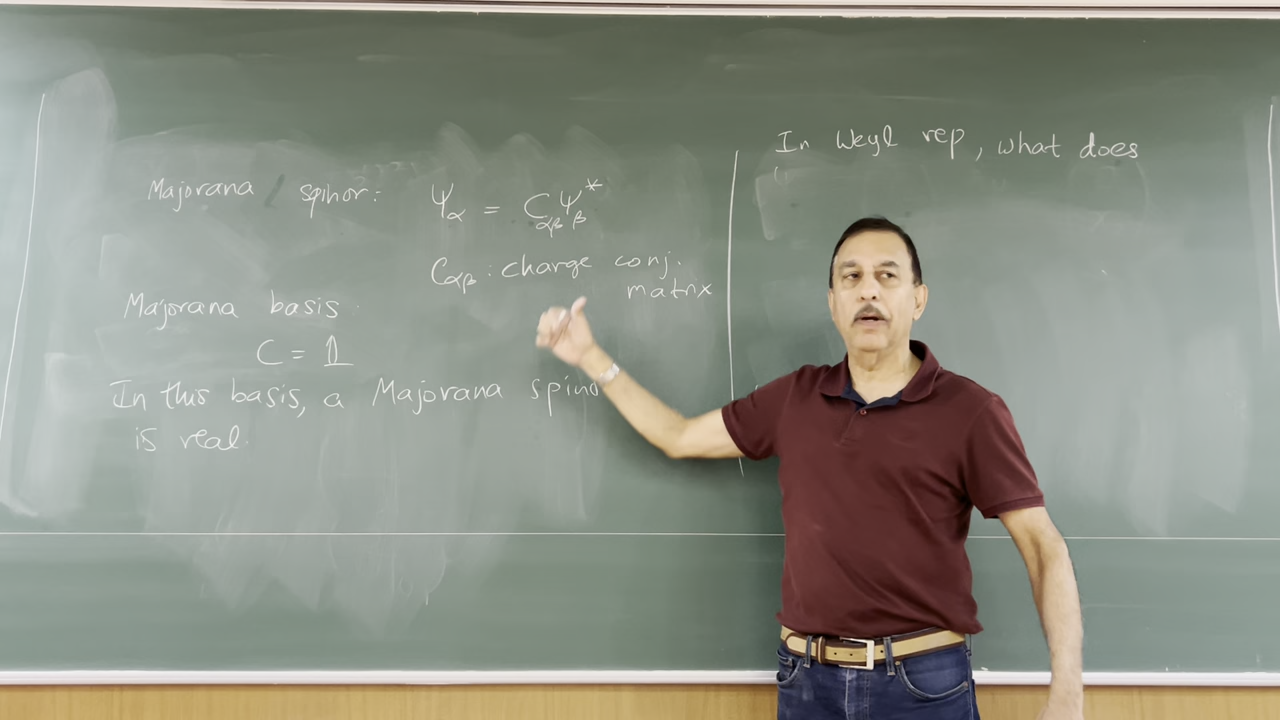 Majorana spinor: Ψ_α = C_αβ Ψ*_β
C_αβ : charge conj.
matrix
Majorana basis
C = 𝟙
In this basis, a Majorana spino
is real.
In Weyl rep, what does